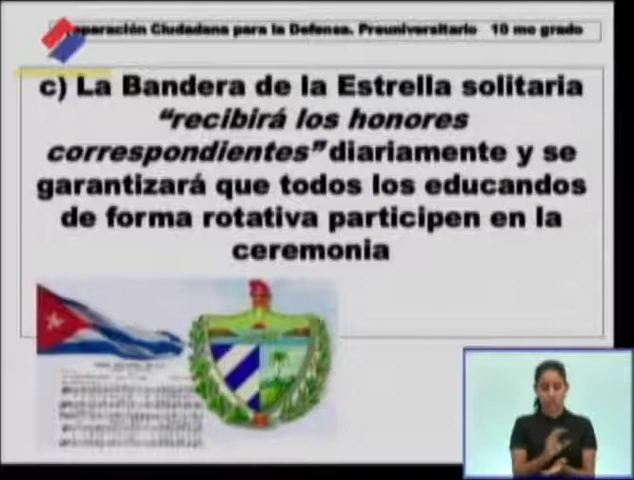 Preparación Ciudadana para la Defensa. Preuniversitario 10 mo grado
c) La Bandera de la Estrella solitaria
"recibirá los honores
correspondientes" diariamente y se
garantizará que todos los educandos
de forma rotativa participen en la
ceremonia